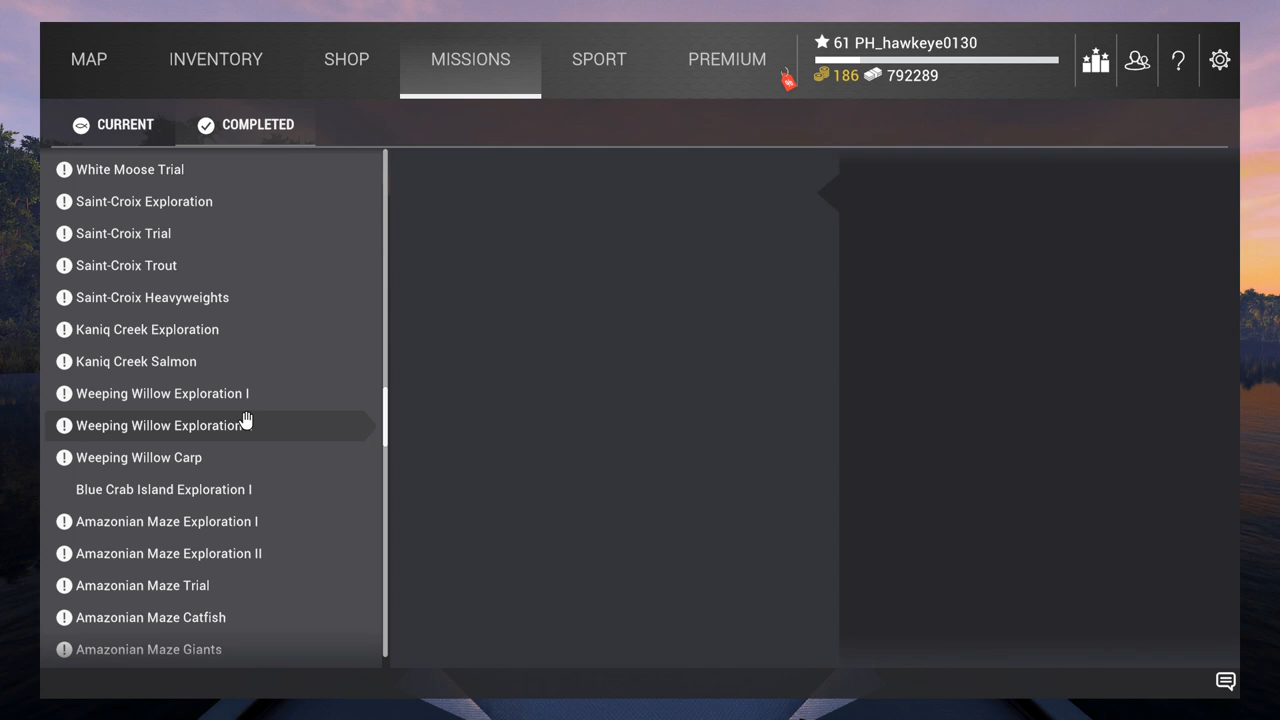 MAP
INVENTORY
SHOP
MISSIONS
SPORT
PREMIUM
61 PH_hawkeye0130
186 792289
?
CURRENT
COMPLETED
White Moose Trial
Saint-Croix Exploration
Saint-Croix Trial
Saint-Croix Trout
Saint-Croix Heavyweights
Kaniq Creek Exploration
Kaniq Creek Salmon
Weeping Willow Exploration I
Weeping Willow Exploration
Weeping Willow Carp
Blue Crab Island Exploration I
Amazonian Maze Exploration I
Amazonian Maze Exploration II
Amazonian Maze Trial
Amazonian Maze Catfish
Amazonian Maze Giants